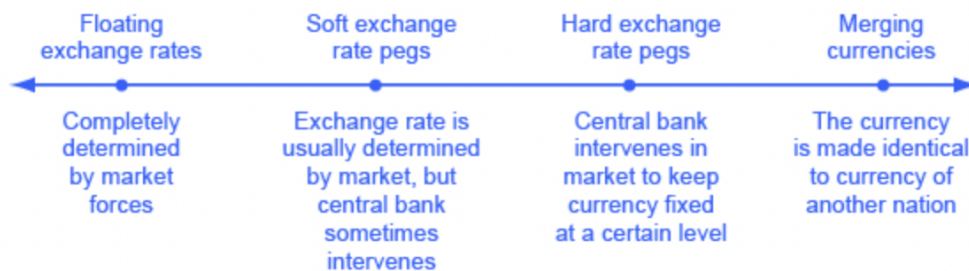 Floating
exchange rates
Soft exchange
rate pegs
Hard exchange
rate pegs
Merging
currencies
Completely
determined
by market
forces
Exchange rate is
usually determined
by market, but
central bank
sometimes
intervenes
Central bank
intervenes in
market to keep
currency fixed
at a certain level
The currency
is made identical
to currency of
another nation